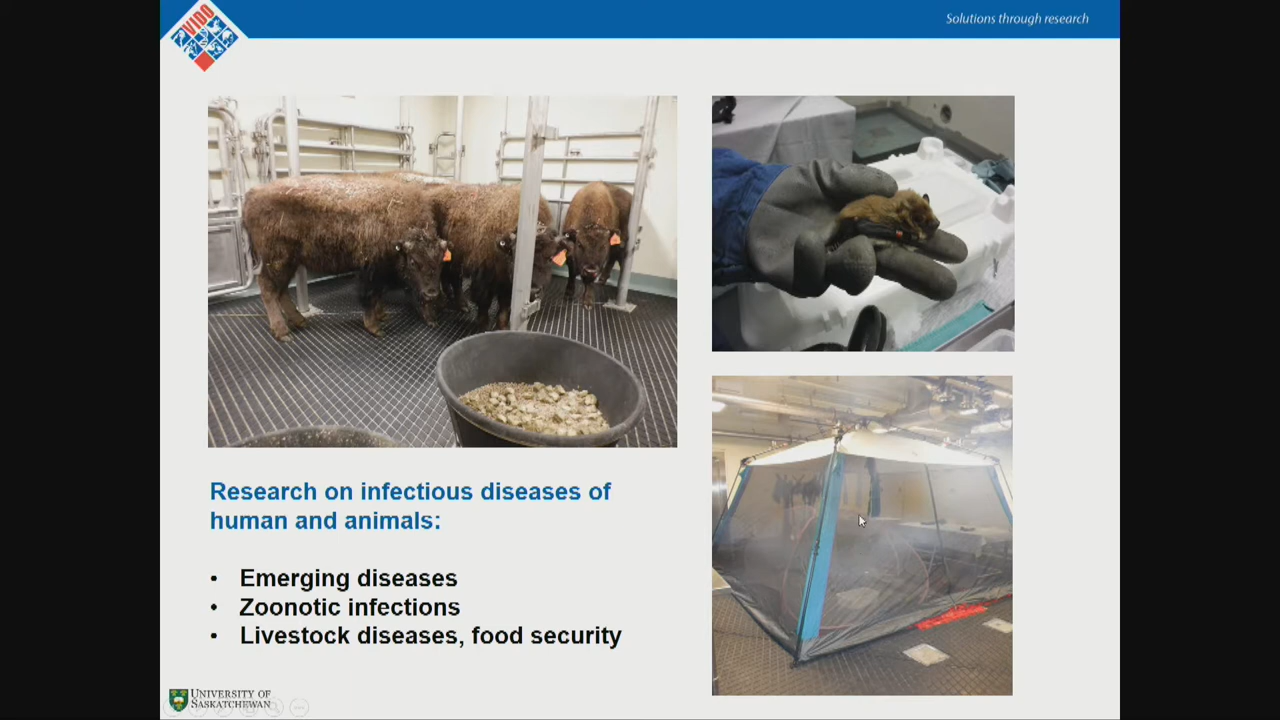 VIDO
Solutions through research
Research on infectious diseases of
human and animals:
• Emerging diseases
• Zoonotic infections
• Livestock diseases, food security
UNIVERSITY OF
SASKATCHEWAN